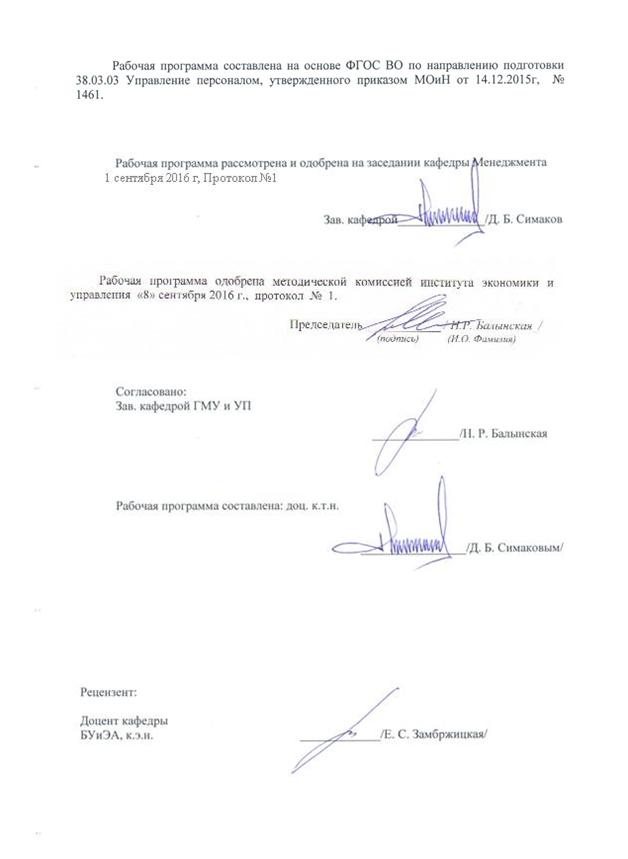 Рабочая программа составлена на основе ФГОС ВО по направлению подготовки
38.03.03 Управление персоналом, утвержденного приказом МОиН от 14.12.2015г, №
1461.
Рабочая программа рассмотрена и одобрена на заседании кафедры Менеджмента
1 сентября 2016 г, Протокол №1
Зав. кафедрой /Д. Б. Симаков
Рабочая программа одобрена методической комиссией института экономики и
управления «8» сентября 2016 г., протокол № 1.
Председатель / Н.Р. Балынская /
(подпись) (И.О. Фамилия)
Согласовано:
Зав. кафедрой ГМУ и УП
/Н. Р. Балынская
Рабочая программа составлена: доц. к.т.н.
/Д. Б. Симаковым/
Рецензент:
Доцент кафедры
БУиЭА, к.э.н. /Е. С. Замбржицкая/